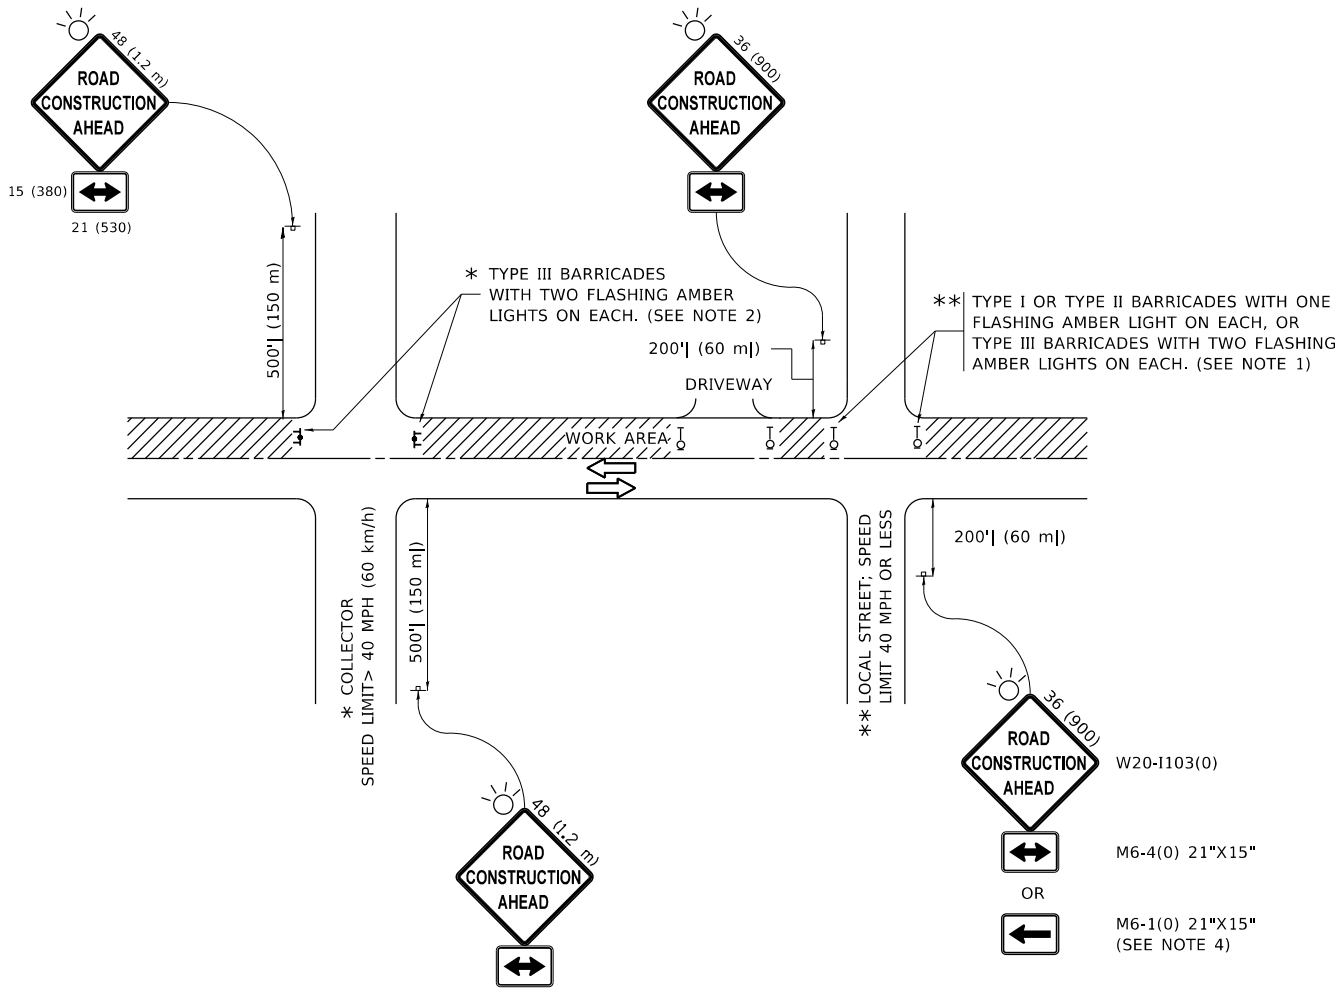 48 (1.2 m)
ROAD
CONSTRUCTION
AHEAD
15 (380)
21 (530)
36 (900)
ROAD
CONSTRUCTION
AHEAD
500'| (150 m)
* TYPE III BARRICADES
WITH TWO FLASHING AMBER
LIGHTS ON EACH. (SEE NOTE 2)
200'| (60 m|)
DRIVEWAY
** TYPE I OR TYPE II BARRICADES WITH ONE
FLASHING AMBER LIGHT ON EACH, OR
TYPE III BARRICADES WITH TWO FLASHING
AMBER LIGHTS ON EACH. (SEE NOTE 1)
WORK AREA
* COLLECTOR
SPEED LIMIT> 40 MPH (60 km/h)
500'| (150 m|)
** LOCAL STREET; SPEED
LIMIT 40 MPH OR LESS
200'| (60 m|)
48 (1.2 m)
ROAD
CONSTRUCTION
AHEAD
36 (900)
ROAD
CONSTRUCTION
AHEAD
W20-I103(0)
M6-4(0) 21"X15"
OR
M6-1(0) 21"X15"
(SEE NOTE 4)